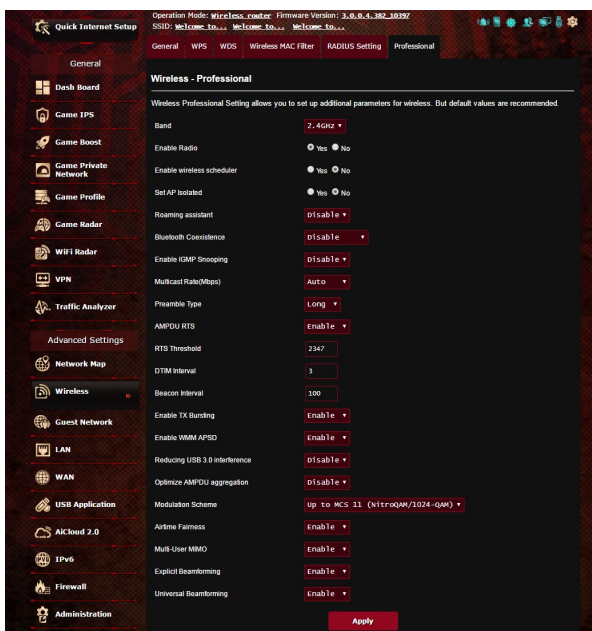 Quick Internet Setup
General
Dash Board
Game IPS
Game Boost
Game Private
Network
Game Profile
Game Radar
WiFi Radar
VPN
Traffic Analyzer
Advanced Settings
Network Map
Wireless
Guest Network
LAN
WAN
USB Application
AiCloud 2.0
IPv6
Firewall
Administration
Operation Mode: Wireless router Firmware Version: 3.0.0.4.382_10397
SSID: Welcome to... Welcome to... Welcome to...
General WPS WDS Wireless MAC Filter RADIUS Setting Professional
Wireless - Professional
Wireless Professional Setting allows you to set up additional parameters for wireless. But default values are recommended.
Band 2.4GHz
Enable Radio Yes No
Enable wireless scheduler Yes No
Set AP Isolated Yes No
Roaming assistant Disable
Bluetooth Coexistence Disable
Enable IGMP Snooping Disable
Multicast Rate(Mbps) Auto
Preamble Type Long
AMPDU RTS Enable
RTS Threshold 2347
DTIM Interval 3
Beacon Interval 100
Enable TX Bursting Enable
Enable WMM APSD Enable
Reducing USB 3.0 interference Disable
Optimize AMPDU aggregation Disable
Modulation Scheme Up to MCS 11 (NitroQAM/1024-QAM)
Airtime Fairness Enable
Multi-User MIMO Enable
Explicit Beamforming Enable
Universal Beamforming Enable
Apply